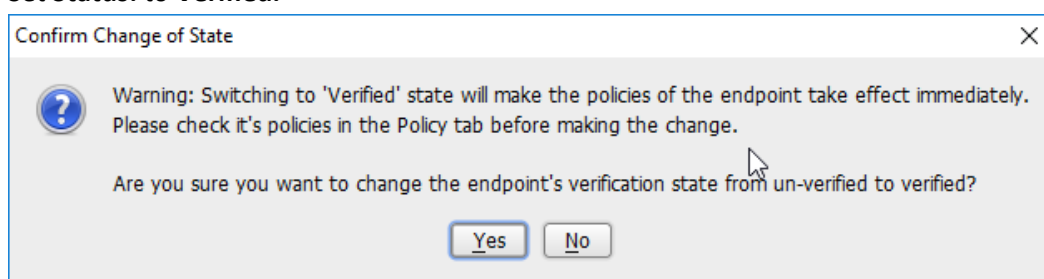 Confirm Change of State
Warning: Switching to 'Verified' state will make the policies of the endpoint take effect immediately.
Please check it's policies in the Policy tab before making the change.
Are you sure you want to change the endpoint's verification state from un-verified to verified?
Yes
No